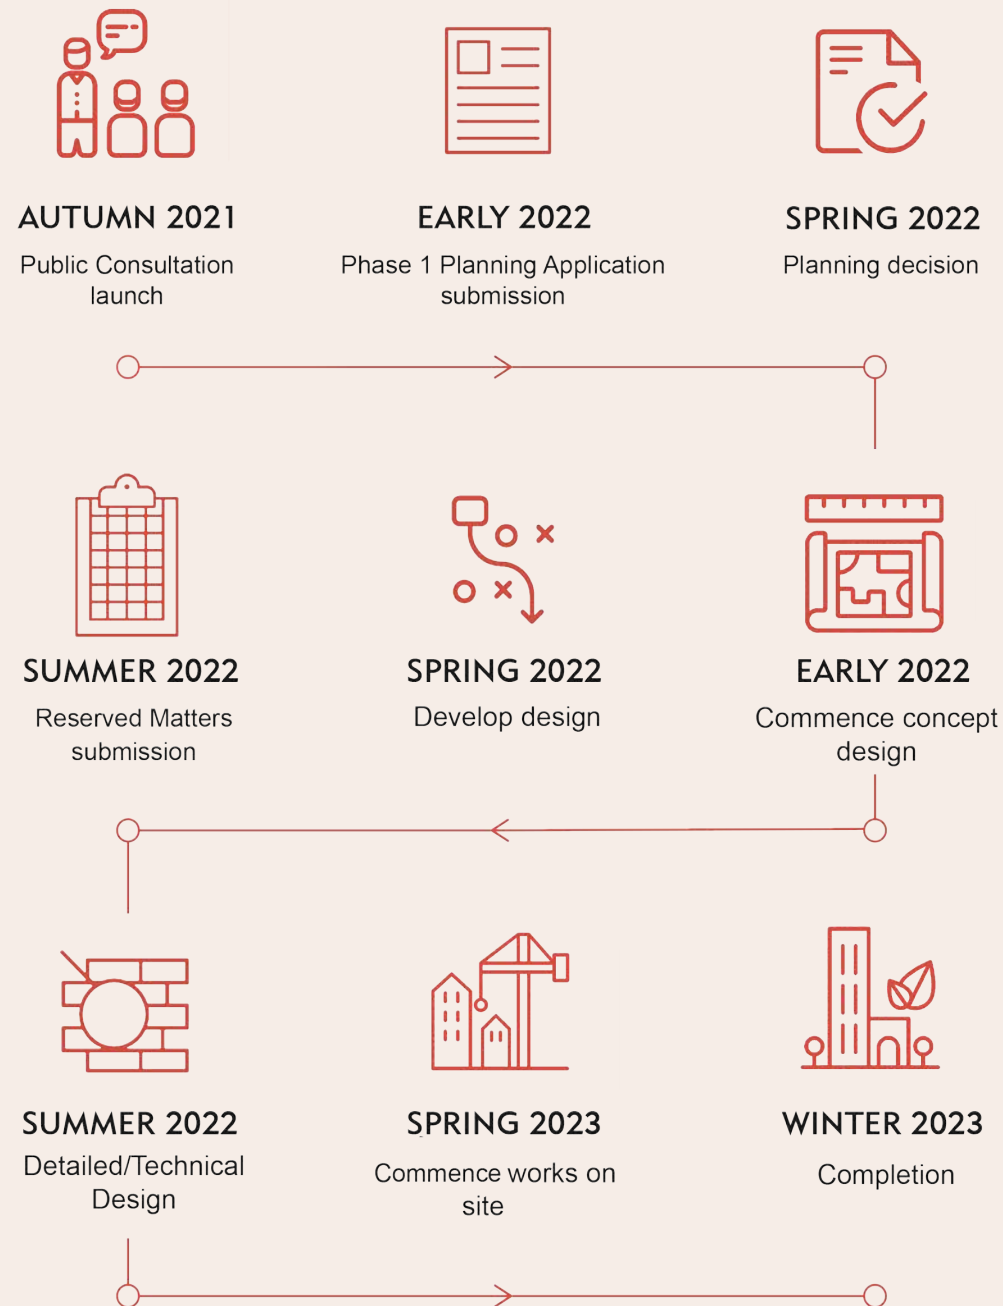 AUTUMN 2021
Public Consultation
launch
EARLY 2022
Phase 1 Planning Application
submission
SPRING 2022
Planning decision
SUMMER 2022
Reserved Matters
submission
SPRING 2022
Develop design
EARLY 2022
Commence concept
design
SUMMER 2022
Detailed/Technical
Design
SPRING 2023
Commence works on
site
WINTER 2023
Completion